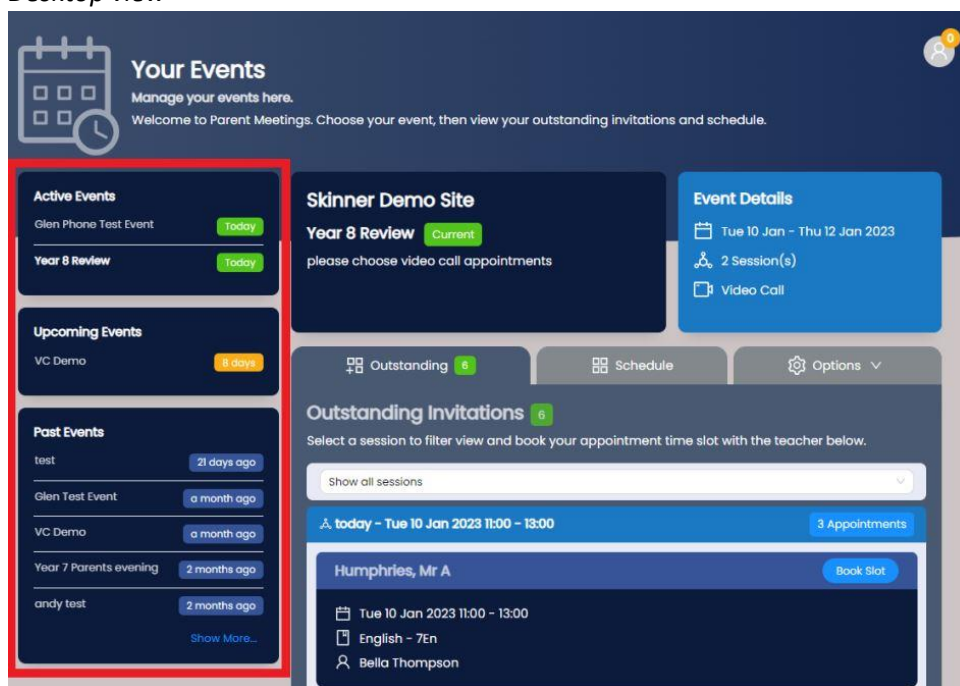 Your Events
Manage your events here.
Welcome to Parent Meetings. Choose your event, then view your outstanding invitations and schedule.
0
Active Events
Glen Phone Test Event Today
Year 8 Review Today
Upcoming Events
VC Demo 8 days
Past Events
test 21 days ago
Glen Test Event a month ago
VC Demo a month ago
Year 7 Parents evening 2 months ago
andy test 2 months ago
Show More...
Skinner Demo Site
Year 8 Review Current
please choose video call appointments
Event Details
Tue 10 Jan - Thu 12 Jan 2023
2 Session(s)
Video Call
Outstanding 6 Schedule Options
Outstanding Invitations 6
Select a session to filter view and book your appointment time slot with the teacher below.
Show all sessions
today - Tue 10 Jan 2023 11:00 - 13:00 3 Appointments
Humphries, Mr A Book Slot
Tue 10 Jan 2023 11:00 - 13:00
English - 7En
Bella Thompson